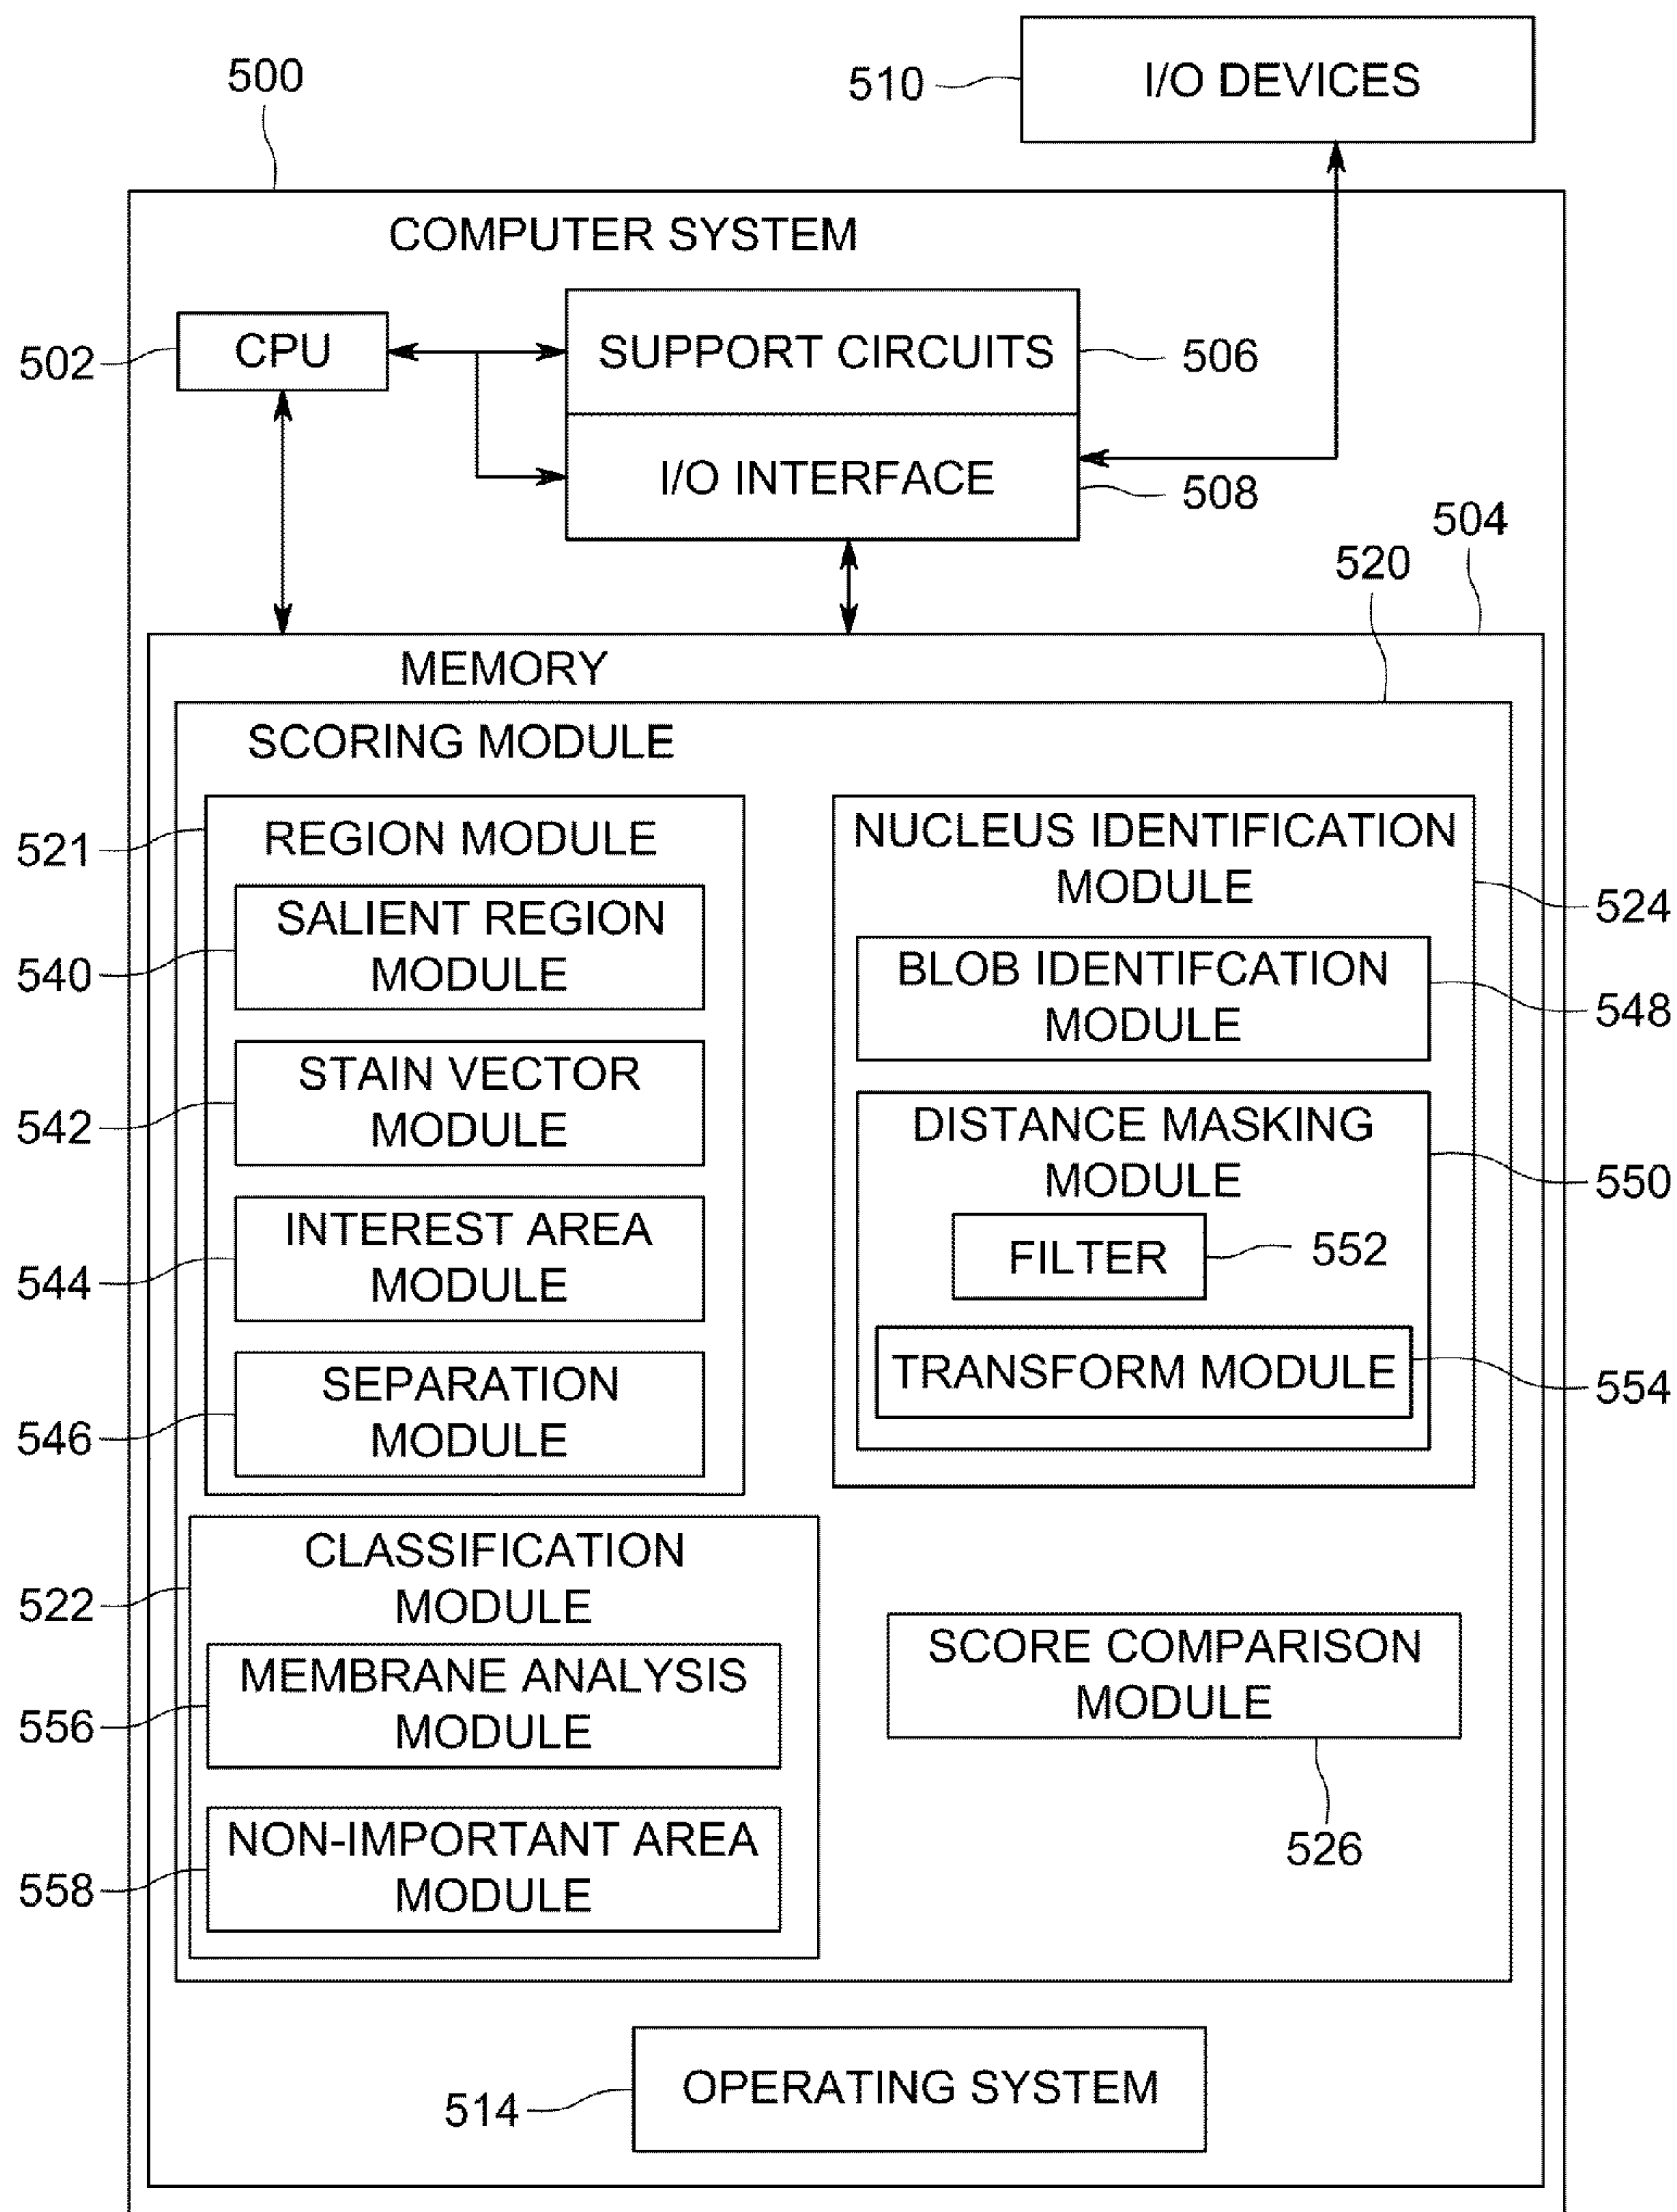 500
510
I/O DEVICES
COMPUTER SYSTEM
502
CPU
SUPPORT CIRCUITS
506
I/O INTERFACE
508
504
520
MEMORY
SCORING MODULE
521
REGION MODULE
SALIENT REGION
MODULE
540
STAIN VECTOR
MODULE
542
INTEREST AREA
MODULE
544
SEPARATION
MODULE
546
NUCLEUS IDENTIFICATION
MODULE
524
BLOB IDENTIFCATION
MODULE
548
DISTANCE MASKING
MODULE
550
FILTER
552
TRANSFORM MODULE
554
CLASSIFICATION
MODULE
522
MEMBRANE ANALYSIS
MODULE
556
NON-IMPORTANT AREA
MODULE
558
SCORE COMPARISON
MODULE
526
OPERATING SYSTEM
514